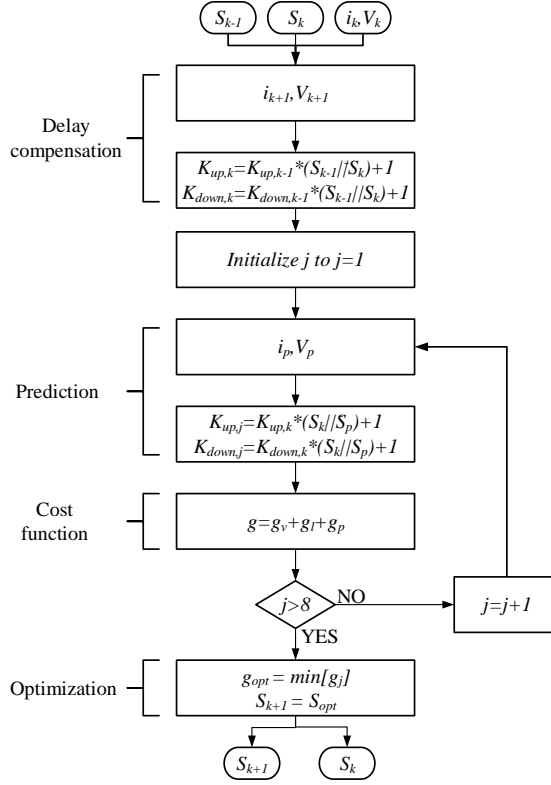 S_{k-1} S_k i_k,V_k
i_{k+1},V_{k+1}
Delay
compensation
K_{up,k}=K_{up,k-1}*(S_{k-1}//S_k)+1
K_{down,k}=K_{down,k-1}*(S_{k-1}//S_k)+1
Initialize j to j=1
i_p,V_p
Prediction
K_{up,j}=K_{up,k}*(S_k//S_p)+1
K_{down,j}=K_{down,k}*(S_k//S_p)+1
Cost
function
g=g_v+g_l+g_p
j>8
NO
j=j+1
YES
Optimization
g_{opt} = min[g_j]
S_{k+1} = S_{opt}
S_{k+1} S_k